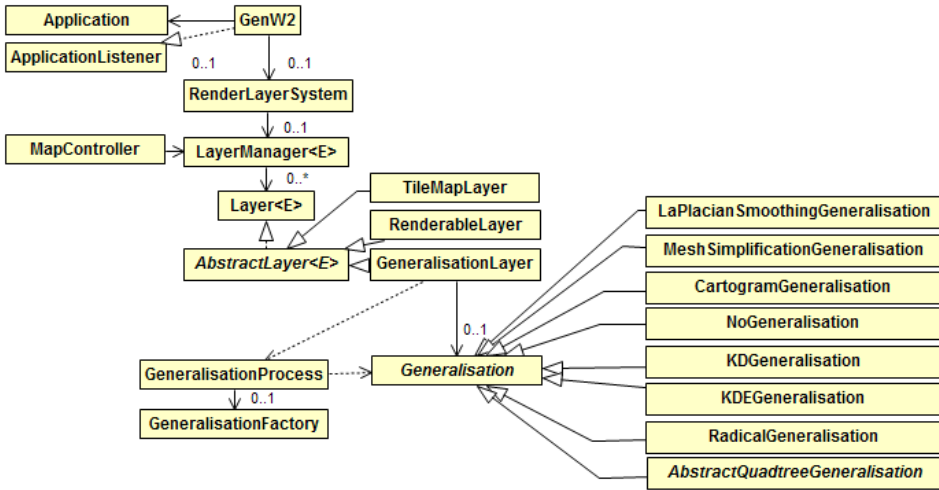 Application
GenW2
ApplicationListener
0..1
0..1
RenderLayerSystem
0..1
MapController
LayerManager<E>
0..*
TileMapLayer
Layer<E>
RenderableLayer
AbstractLayer<E>
GeneralisationLayer
LaPlacianSmoothingGeneralisation
MeshSimplificationGeneralisation
CartogramGeneralisation
0..1
NoGeneralisation
GeneralisationProcess
Generalisation
KDGeneralisation
0..1
KDEGeneralisation
GeneralisationFactory
RadicalGeneralisation
AbstractQuadtreeGeneralisation